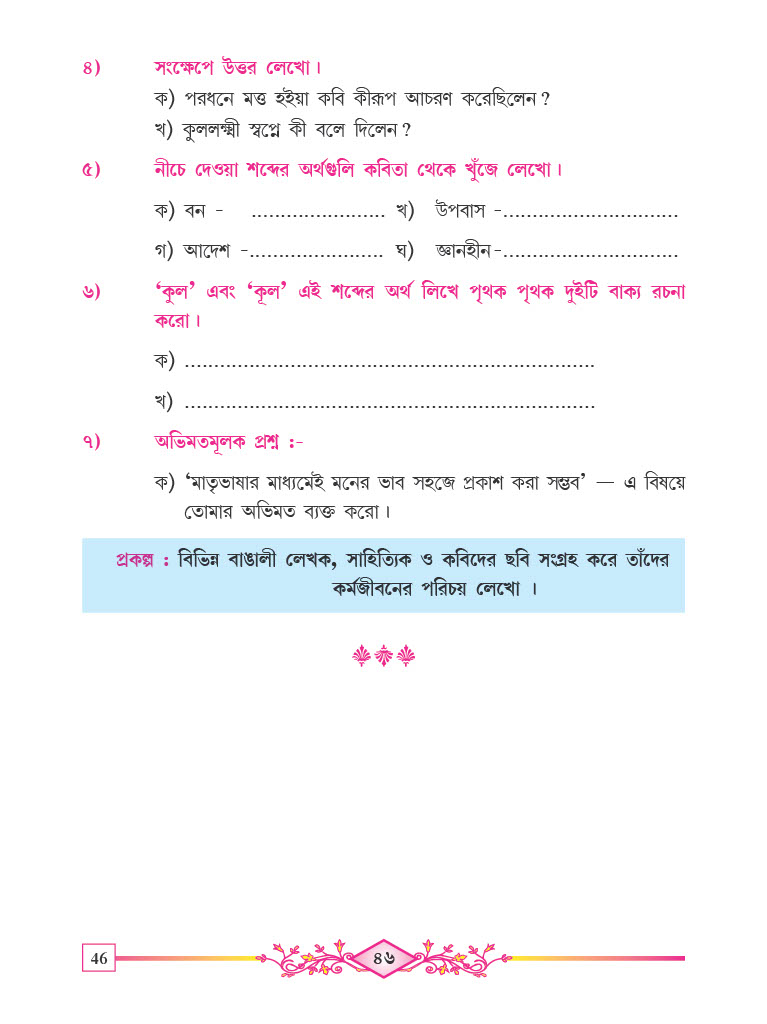 ৪) সংক্ষেপে উত্তর লেখো।
ক) পরধনে মত্ত হইয়া কবি কীরূপ আচরণ করেছিলেন?
খ) কুললক্ষ্মী স্বপ্নে কী বলে দিলেন?
৫) নীচে দেওয়া শব্দের অর্থগুলি কবিতা থেকে খুঁজে লেখো।
ক) বন - ....................... খ) উপবাস -..............................
গ) আদেশ -....................... ঘ) জ্ঞানহীন-..............................
৬) ‘কুল’ এবং ‘কূল’ এই শব্দের অর্থ লিখে পৃথক পৃথক দুইটি বাক্য রচনা
করো।
ক) ......................................................................
খ) ......................................................................
৭) অভিমতমূলক প্রশ্ন :-
ক) ‘মাতৃভাষার মাধ্যমেই মনের ভাব সহজে প্রকাশ করা সম্ভব’ — এ বিষয়ে
তোমার অভিমত ব্যক্ত করো।
প্রকল্প : বিভিন্ন বাঙালী লেখক, সাহিত্যিক ও কবিদের ছবি সংগ্রহ করে তাঁদের
কর্মজীবনের পরিচয় লেখো ।
46 ৪৬